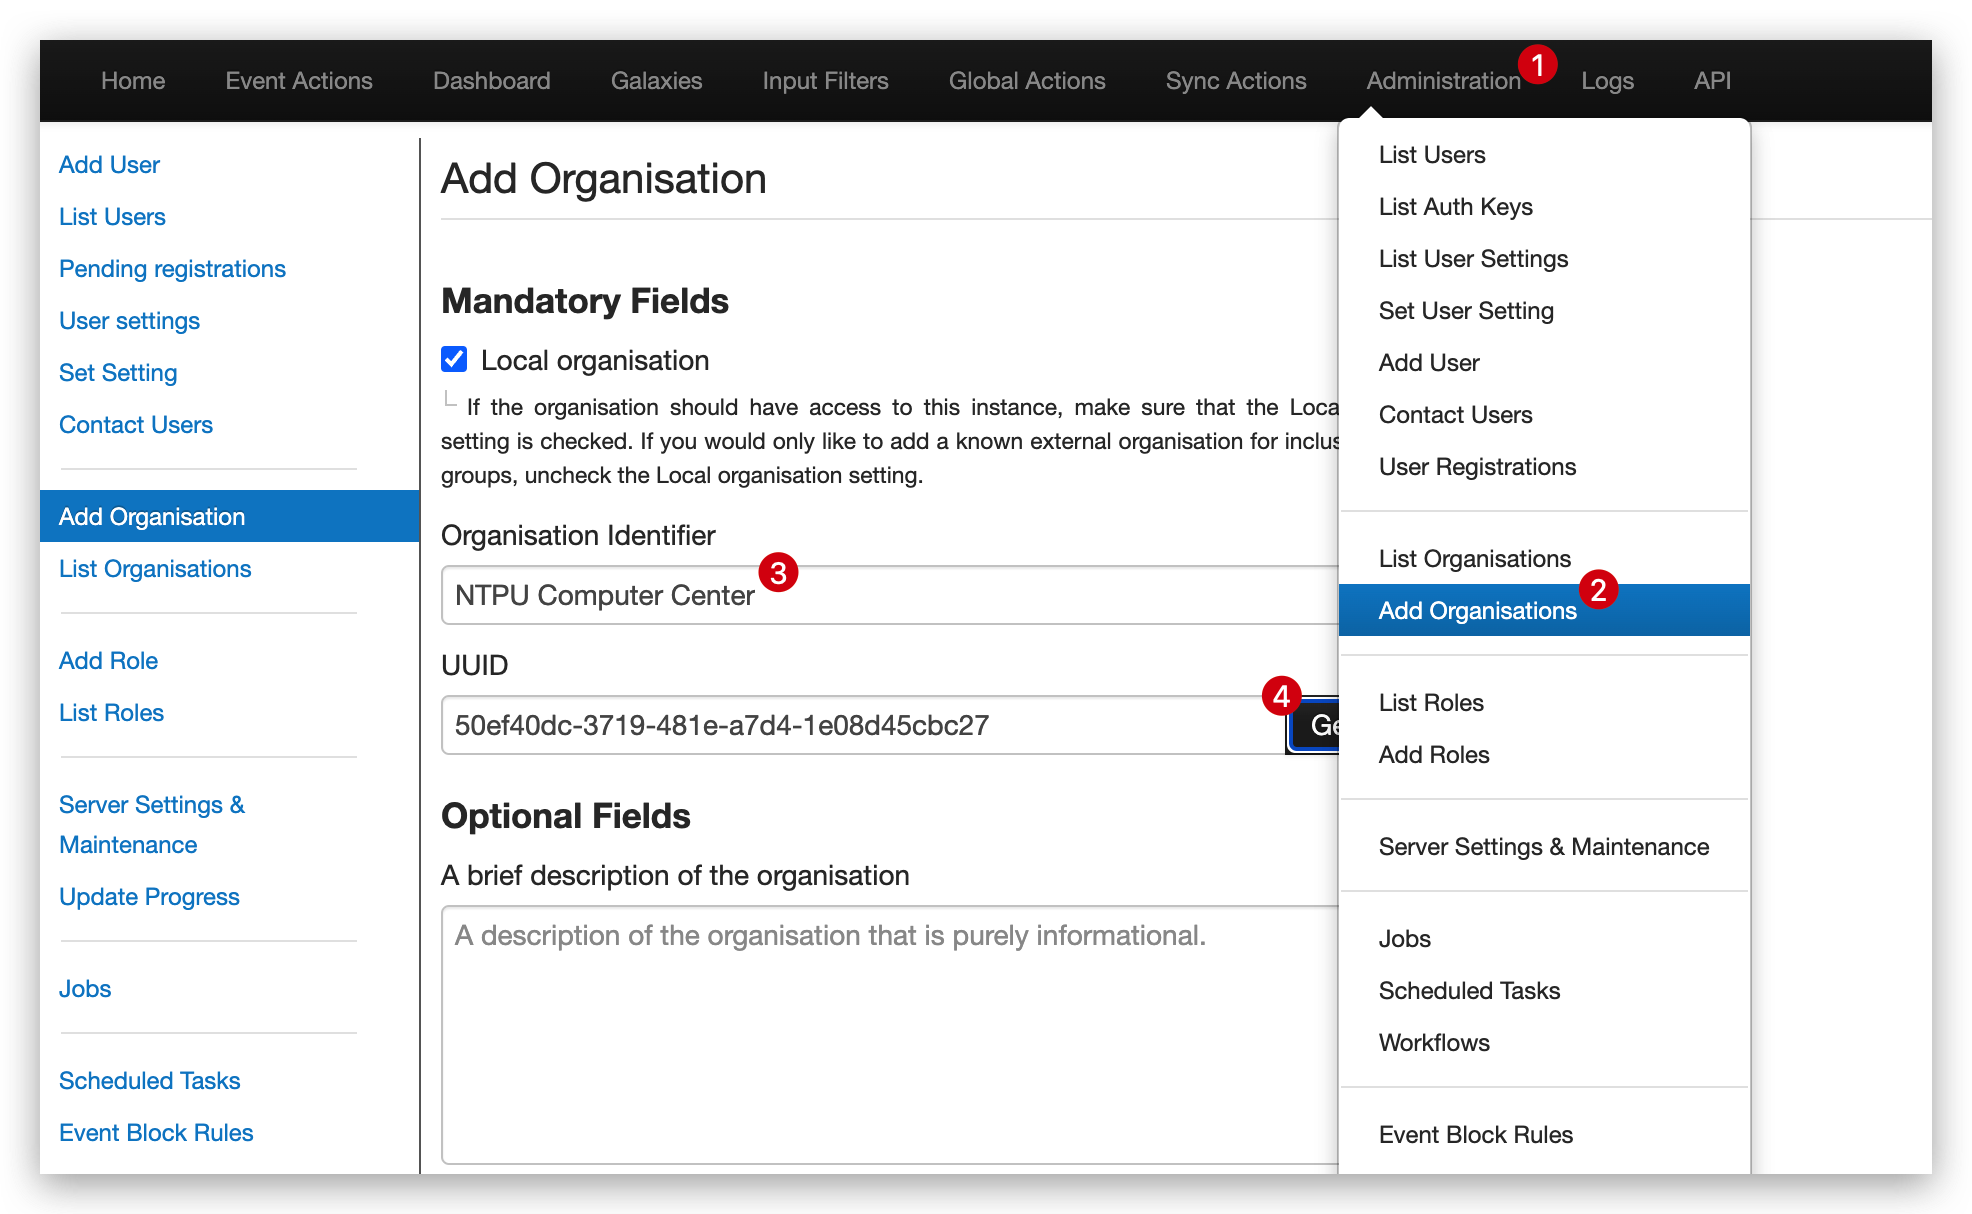 Home Event Actions Dashboard Galaxies Input Filters Global Actions Sync Actions Administration 1 Logs API
Add User
List Users
Pending registrations
User settings
Set Setting
Contact Users
Add Organisation
List Organisations
Add Role
List Roles
Server Settings &
Maintenance
Update Progress
Jobs
Scheduled Tasks
Event Block Rules
Add Organisation
Mandatory Fields
Local organisation
If the organisation should have access to this instance, make sure that the
setting is checked. If you would only like to add a known external organisation for
groups, uncheck the Local organisation setting.
Organisation Identifier
NTPU Computer Center 3
UUID
50ef40dc-3719-481e-a7d4-1e08d45cbc27 4
Optional Fields
A brief description of the organisation
A description of the organisation that is purely informational.
List Users
List Auth Keys
List User Settings
Set User Setting
Add User
Contact Users
User Registrations
List Organisations
Add Organisations 2
List Roles
Add Roles
Server Settings & Maintenance
Jobs
Scheduled Tasks
Workflows
Event Block Rules